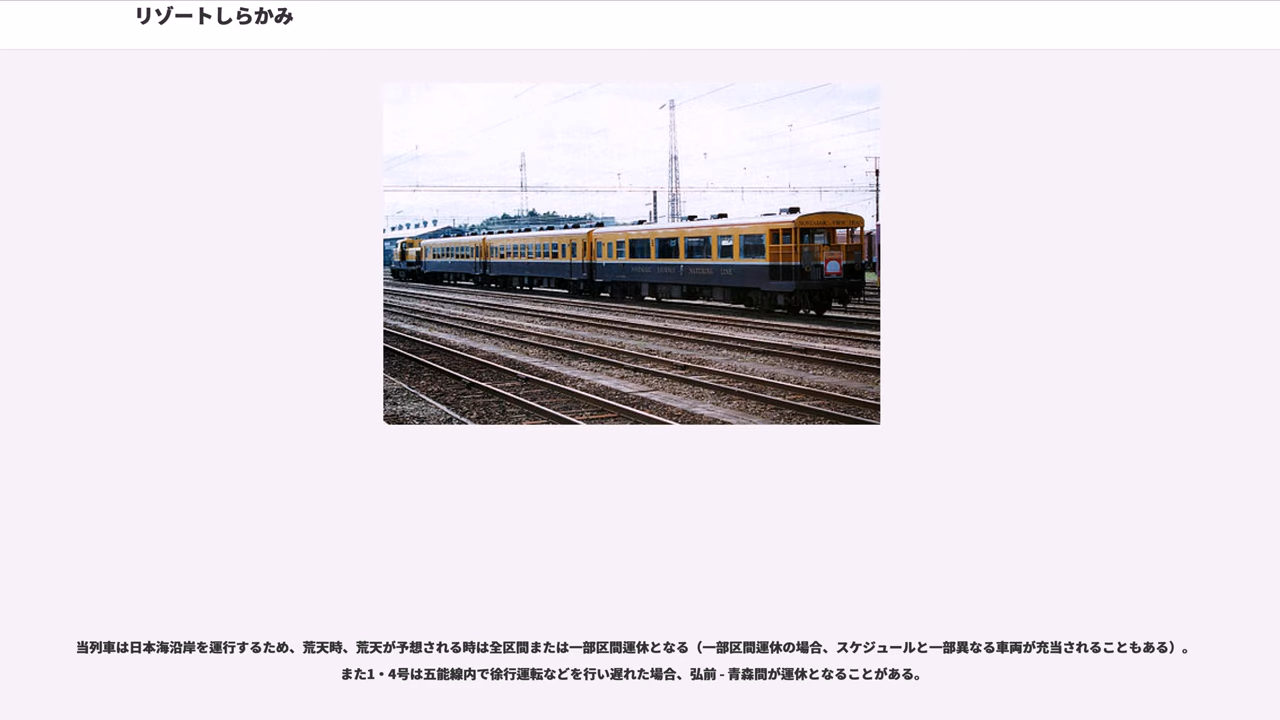 リゾートしらかみ
当列車は日本海沿岸を運行するため、荒天時、荒天が予想される時は全区間または一部区間運休となる（一部区間運休の場合、スケジュールと一部異なる車両が充当されることもある）。
また1・4号は五能線内で徐行運転などを行い遅れた場合、弘前 - 青森間が運休となることがある。